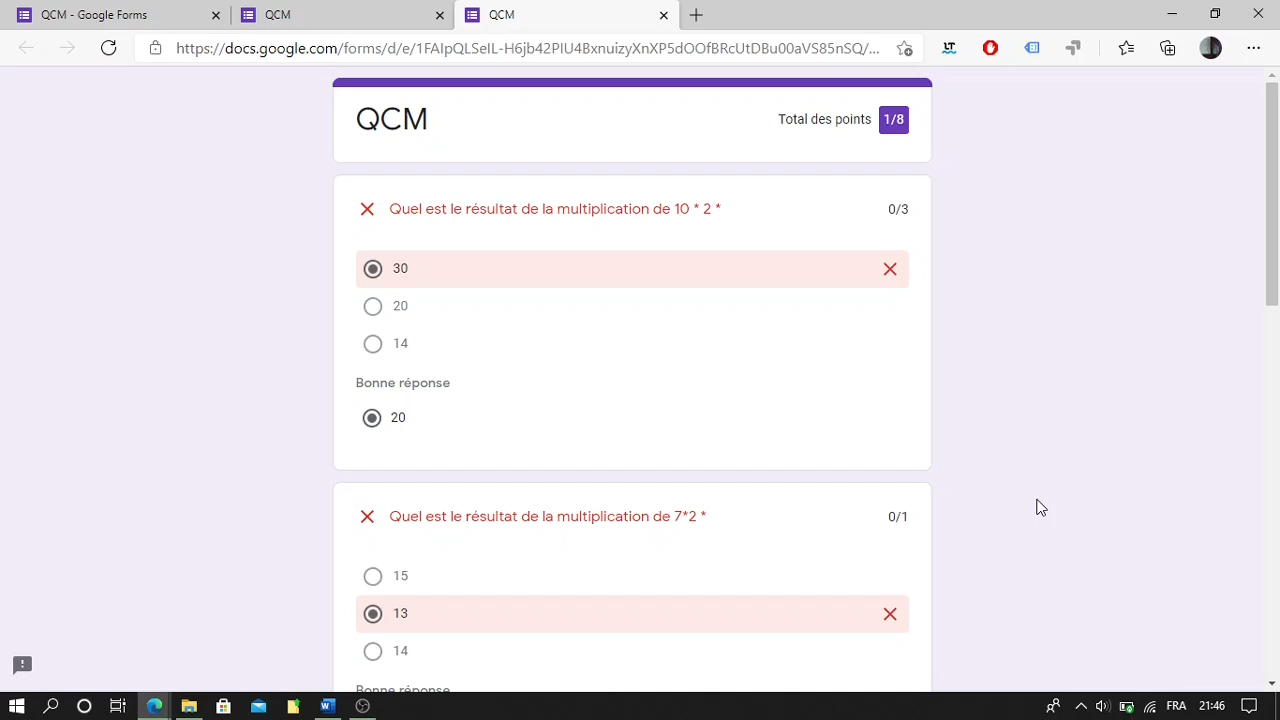 QCM - Google Forms
QCM
QCM
https://docs.google.com/forms/d/e/1FAIpQLSeIL-H6jb42PIU4BxnuizyXnXP5dOOfBRcUtDBu00aVS85nSQ/...
QCM
Total des points 1/8
Quel est le résultat de la multiplication de 10 * 2 *
0/3
30
20
14
Bonne réponse
20
Quel est le résultat de la multiplication de 7*2 *
0/1
15
13
14
Bonne réponse
FRA
21:46